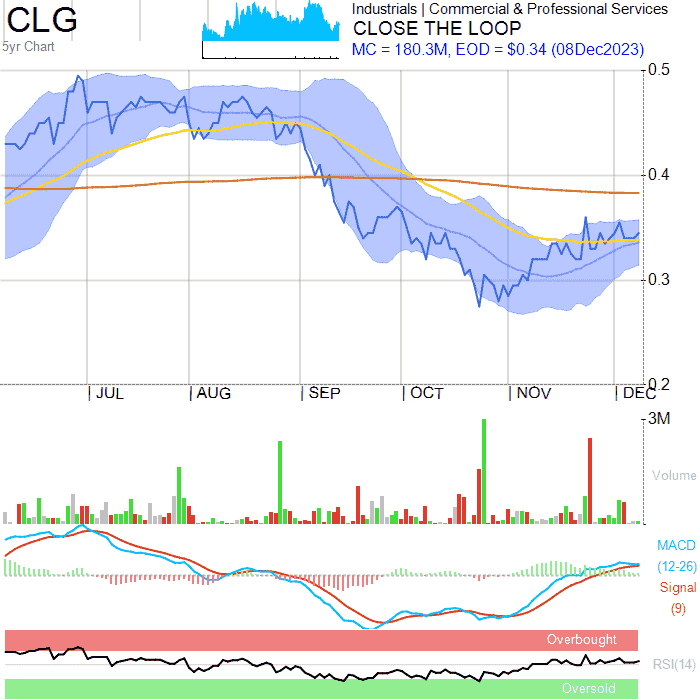 CLG
5yr Chart
Industrials | Commercial & Professional Services
CLOSE THE LOOP
MC = 180.3M, EOD = $0.34 (08Dec2023)
0.5
0.4
0.3
0.2
JUL AUG SEP OCT NOV DEC
3M
Volume
MACD
(12-26)
Signal
(9)
Overbought
RSI(14)
Oversold